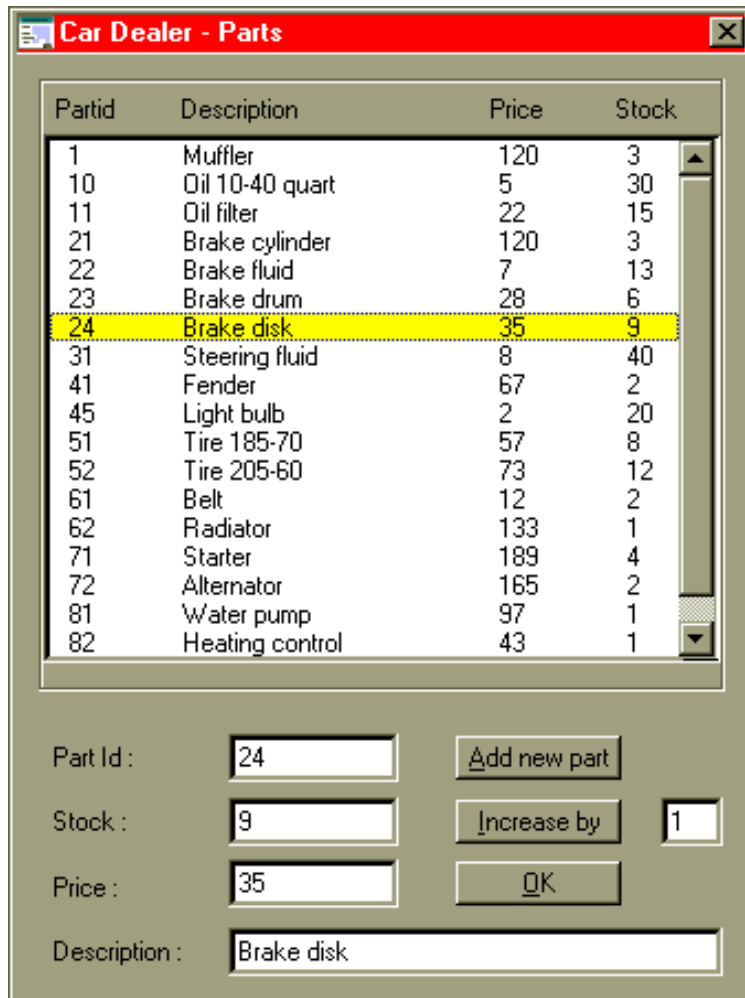 Car Dealer - Parts
Partid Description Price Stock
1 Muffler 120 3
10 Oil 10-40 quart 5 30
11 Oil filter 22 15
21 Brake cylinder 120 3
22 Brake fluid 7 13
23 Brake drum 28 6
24 Brake disk 35 9
31 Steering fluid 8 40
41 Fender 67 2
45 Light bulb 2 20
51 Tire 185-70 57 8
52 Tire 205-60 73 12
61 Belt 12 2
62 Radiator 133 1
71 Starter 189 4
72 Alternator 165 2
81 Water pump 97 1
82 Heating control 43 1
Part Id : 24 Add new part
Stock : 9 Increase by 1
Price : 35 OK
Description : Brake disk